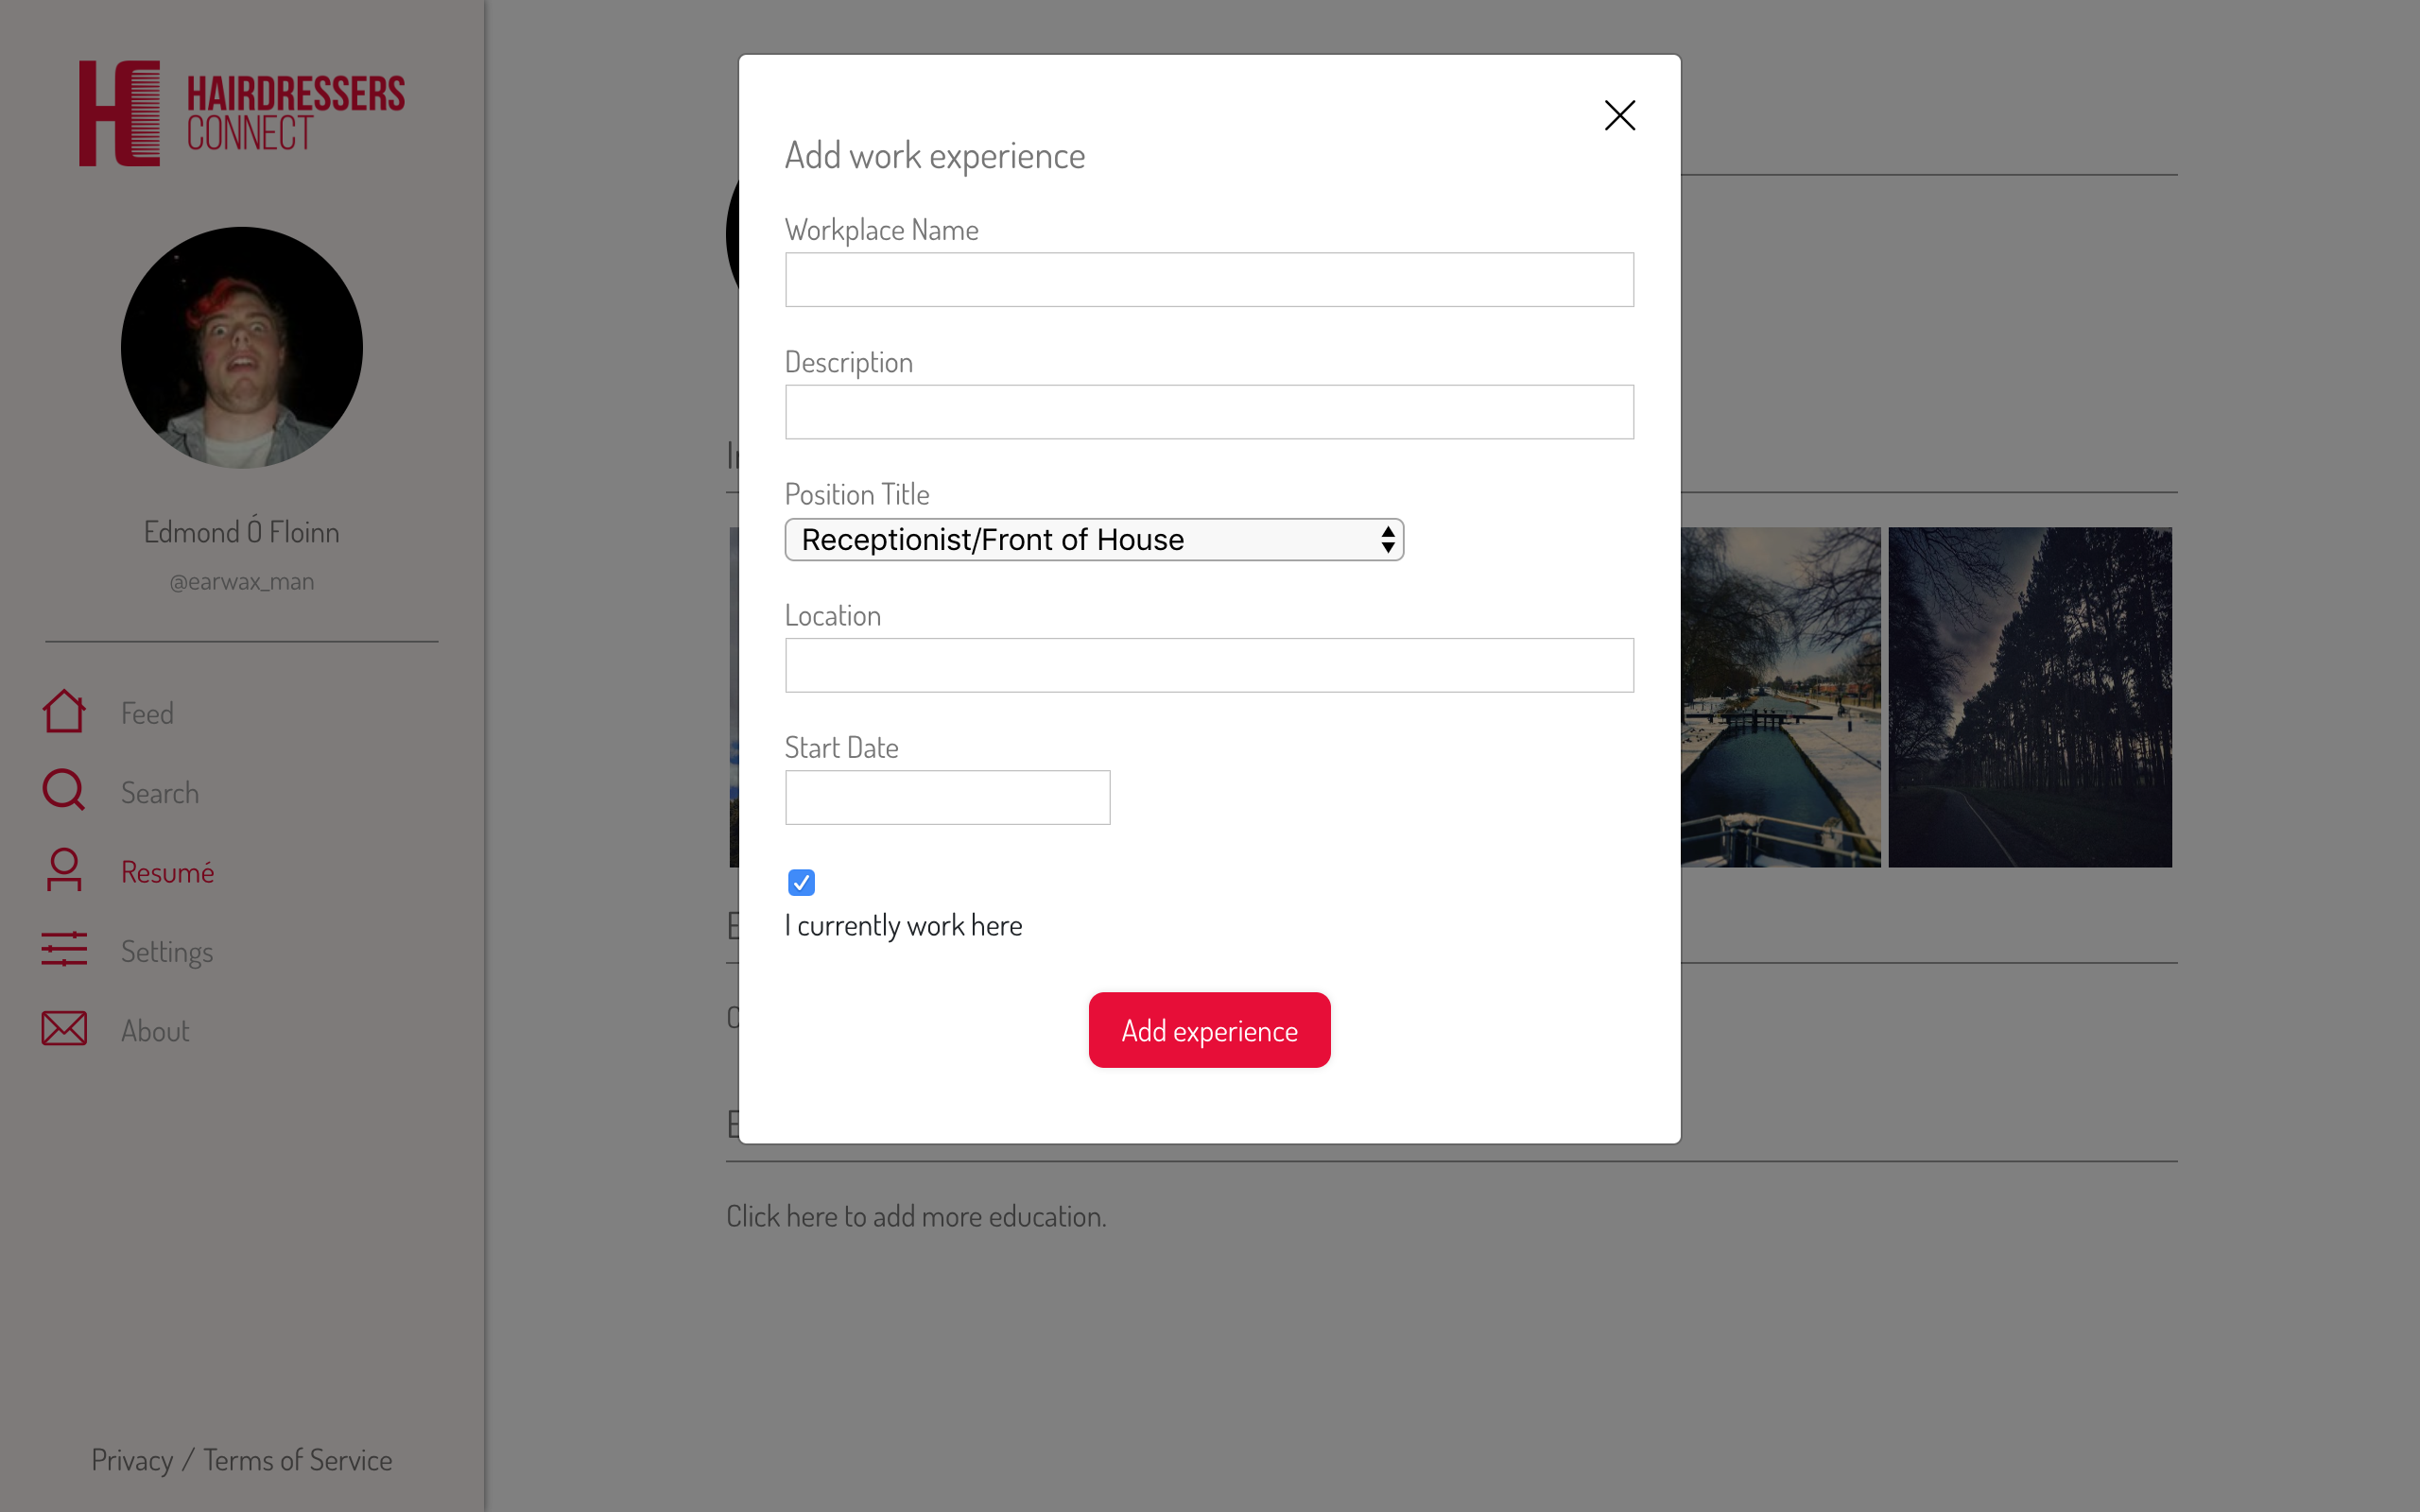 HAIRDRESSERS
CONNECT
Edmond Ó Floinn
@earwax_man
Feed
Search
Resumé
Settings
About
Privacy / Terms of Service
Add work experience
Workplace Name
Description
Position Title
Receptionist/Front of House
Location
Start Date
I currently work here
Add experience
Click here to add more education.